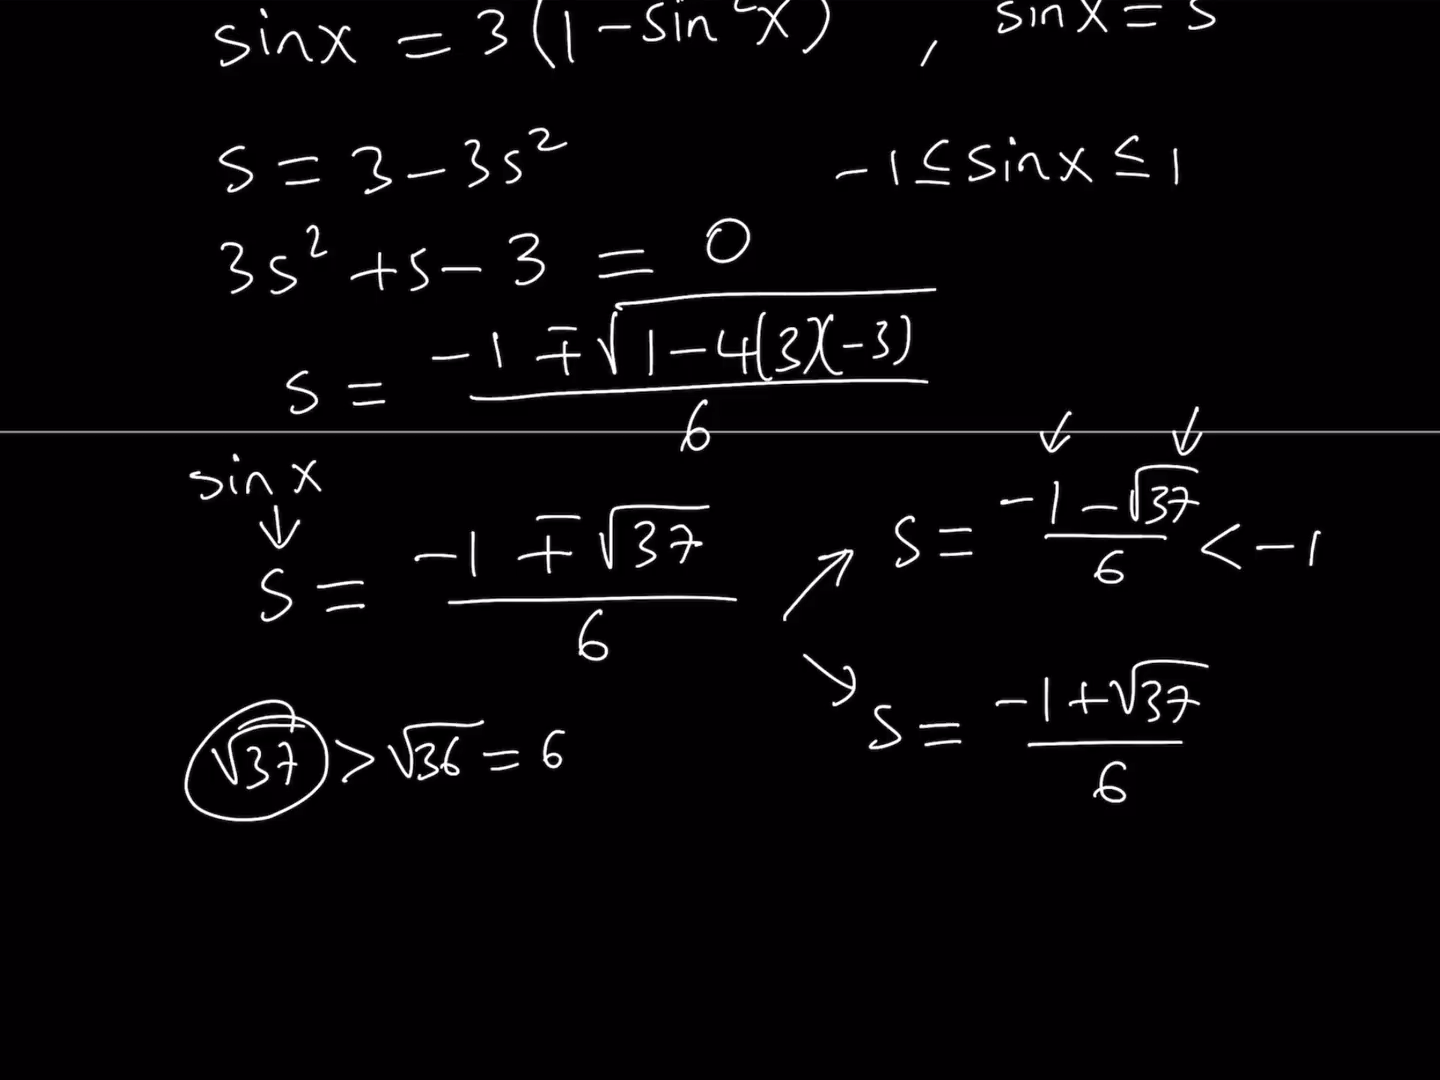 sinx = 3(1-sin²x) , sinx = s
s = 3-3s² -1≤sinx≤1
3s²+s-3 = 0
s = (-1∓√(1-4(3)(-3)))/6
sinx
↓ ↓ ↓
s = (-1∓√37)/6
s = (-1-√37)/6 < -1
s = (-1+√37)/6
√37 > √36 = 6